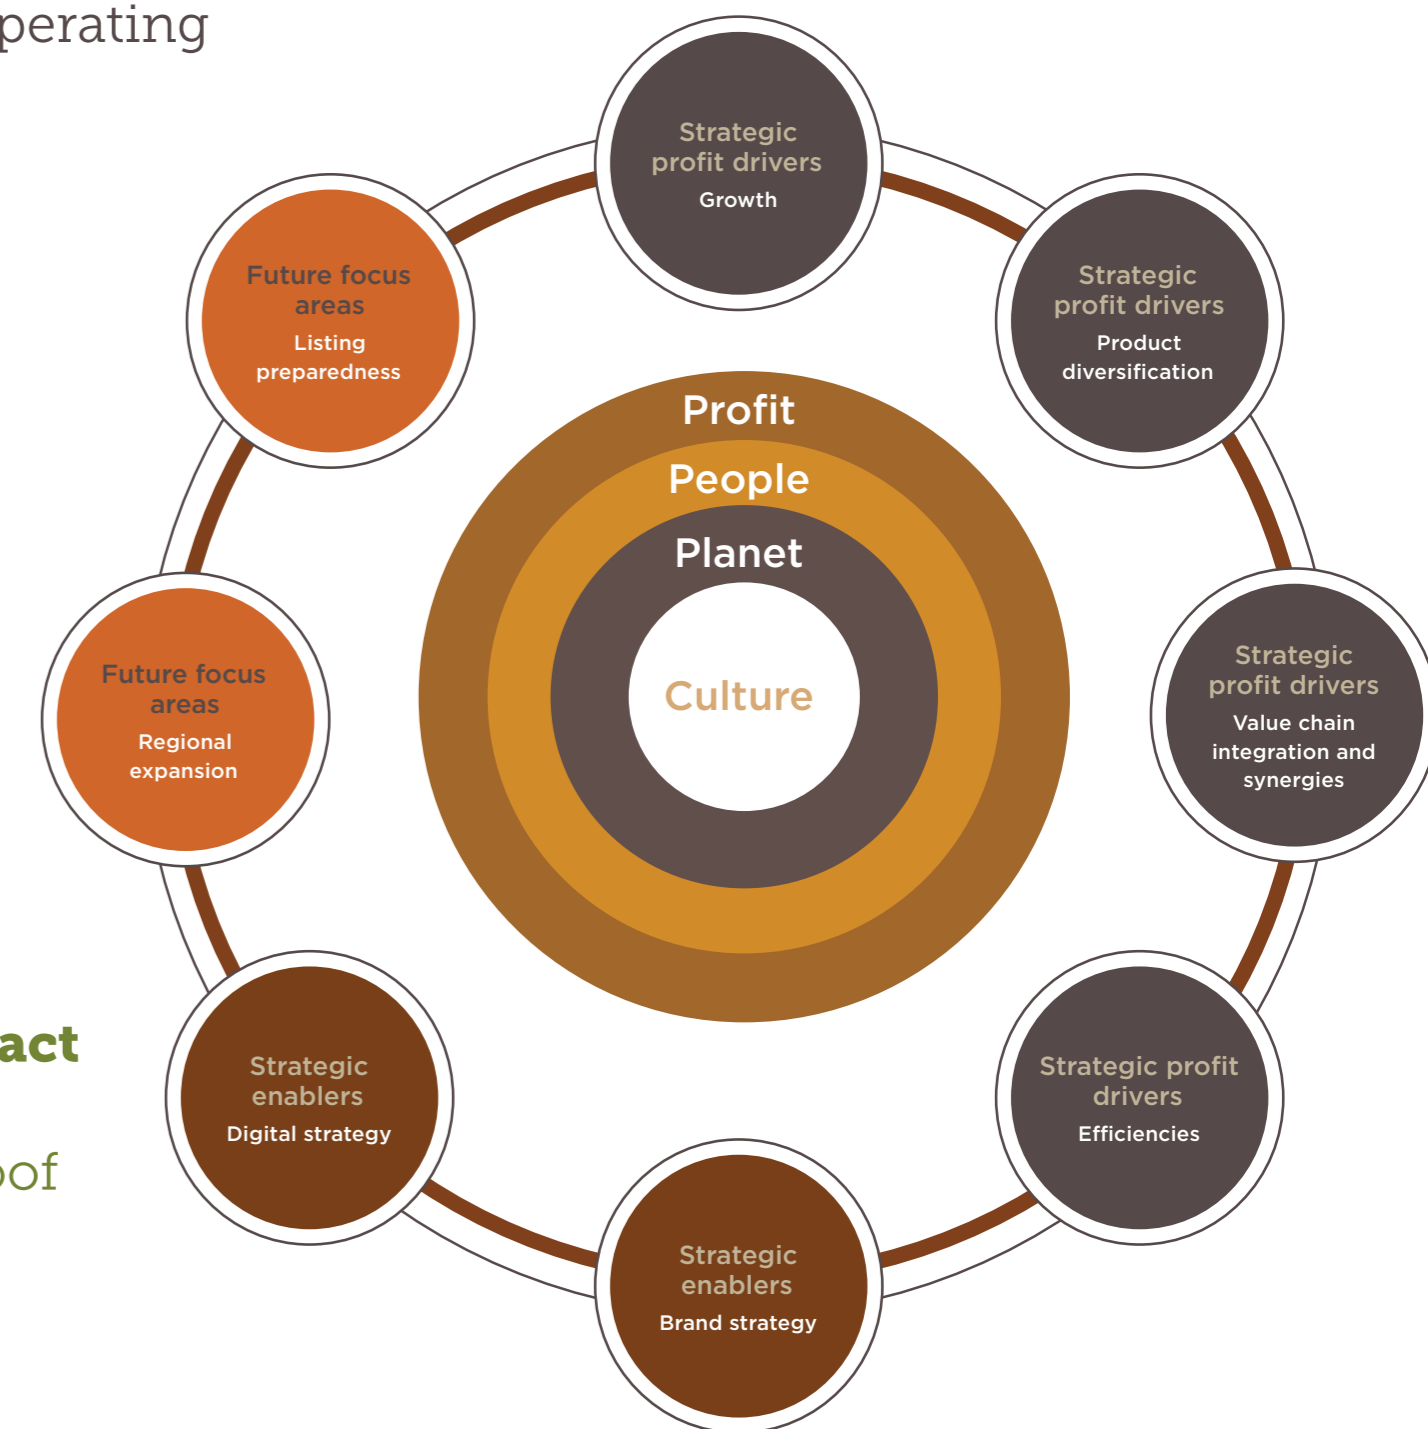 perating
Strategic
profit drivers
Growth
Future focus
areas
Listing
preparedness
Strategic
profit drivers
Product
diversification
Profit
People
Planet
Culture
Future focus
areas
Regional
expansion
Strategic
profit drivers
Value chain
integration and
synergies
act
oof
Strategic
enablers
Digital strategy
Strategic profit
drivers
Efficiencies
Strategic
enablers
Brand strategy